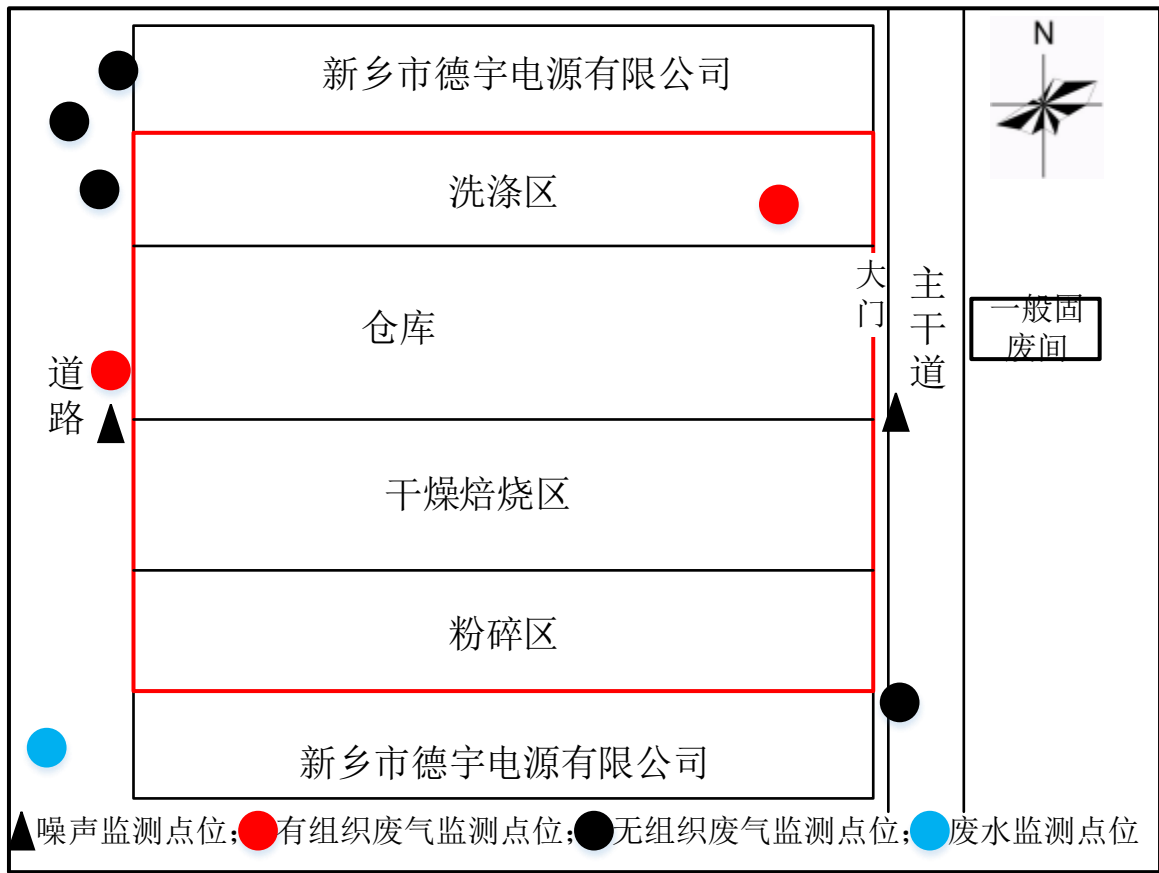 N
新乡市德宇电源有限公司
洗涤区
大门
主干道
一般固
废间
仓库
道路
干燥焙烧区
粉碎区
新乡市德宇电源有限公司
噪声监测点位;有组织废气监测点位;无组织废气监测点位;废水监测点位